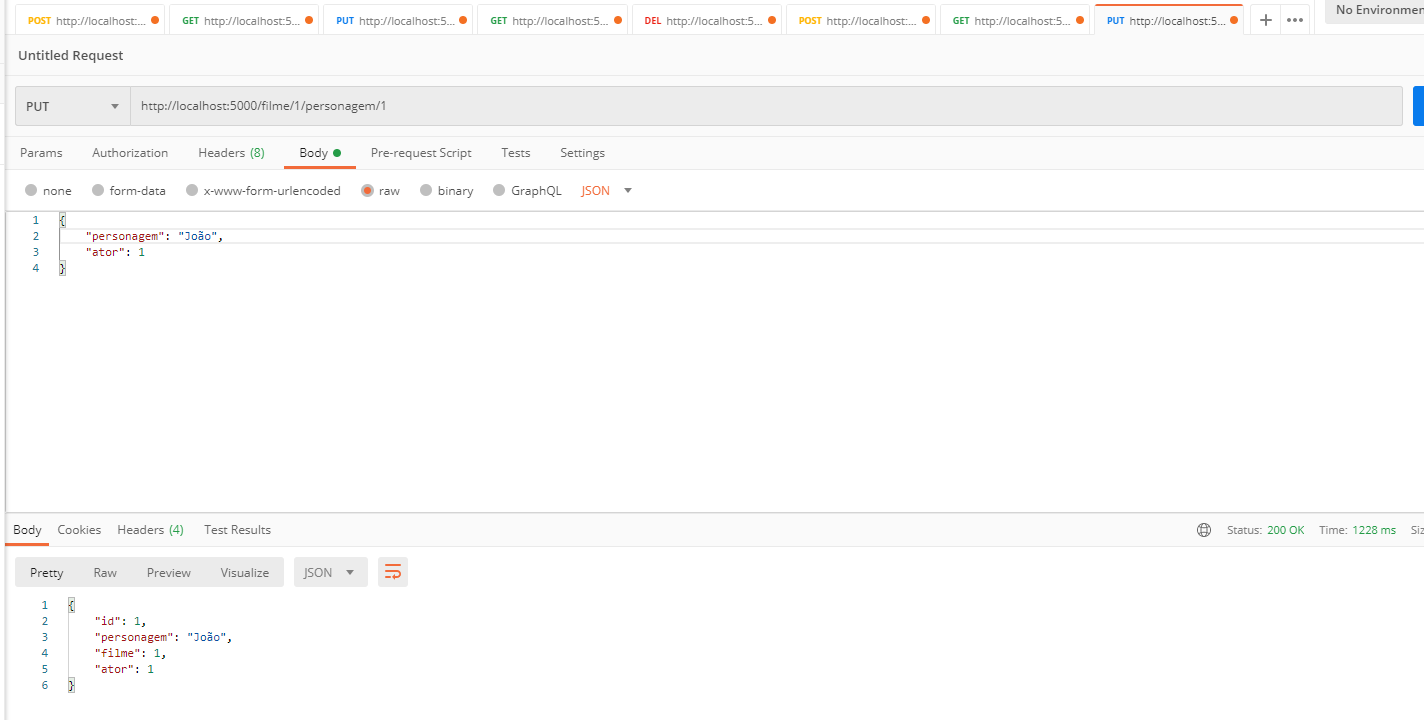 POST http://localhost:... GET http://localhost:5... PUT http://localhost:5... GET http://localhost:5... DEL http://localhost:5... POST http://localhost:... GET http://localhost:5... PUT http://localhost:5... + ••• No Environmen
Untitled Request
PUT http://localhost:5000/filme/1/personagem/1
Params Authorization Headers (8) Body Pre-request Script Tests Settings
none form-data x-www-form-urlencoded raw binary GraphQL JSON
1 {
2 "personagem": "João",
3 "ator": 1
4 }
Body Cookies Headers (4) Test Results Status: 200 OK Time: 1228 ms Siz
Pretty Raw Preview Visualize JSON
1 {
2 "id": 1,
3 "personagem": "João",
4 "filme": 1,
5 "ator": 1
6 }